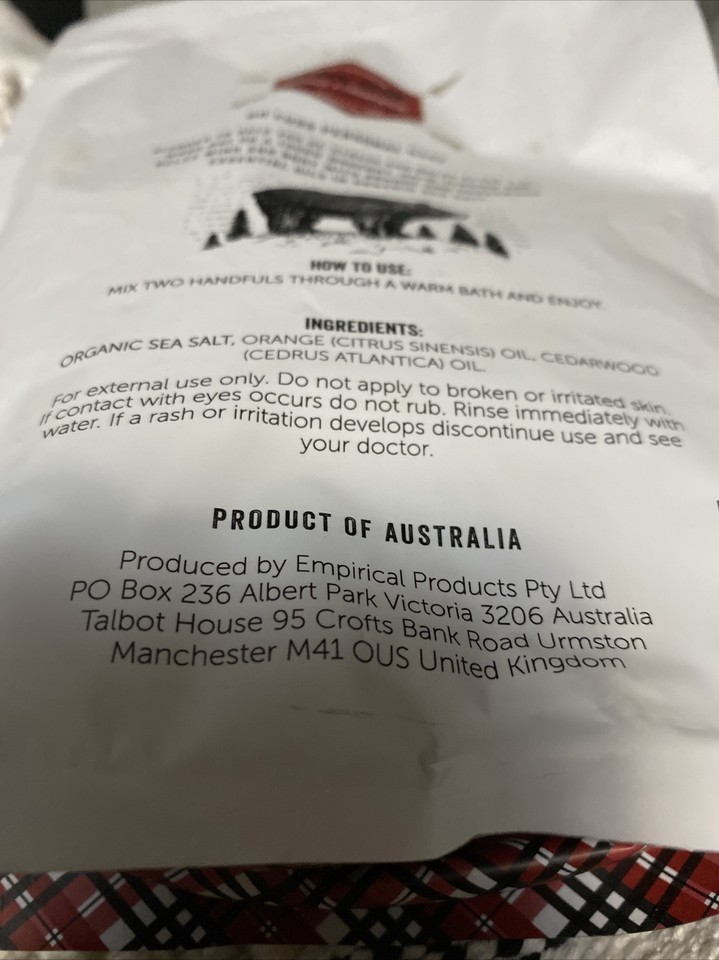 HOW TO USE:
MIX TWO HANDFULS THROUGH A WARM BATH AND ENJOY.
INGREDIENTS:
ORGANIC SEA SALT, ORANGE (CITRUS SINENSIS) OIL, CEDARWOOD
(CEDRUS ATLANTICA) OIL.
For external use only. Do not apply to broken or irritated skin.
If contact with eyes occurs do not rub. Rinse immediately with
water. If a rash or irritation develops discontinue use and see
your doctor.
PRODUCT OF AUSTRALIA
Produced by Empirical Products Pty Ltd
PO Box 236 Albert Park Victoria 3206 Australia
Talbot House 95 Crofts Bank Road Urmston
Manchester M41 OUS United Kingdom